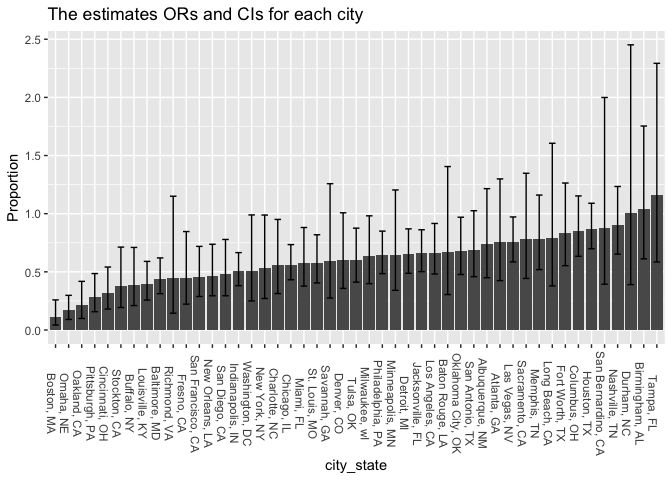 The estimates ORs and CIs for each city
2.5
2.0
1.5
1.0
0.5
0.0
Proportion
Boston, MA
Omaha, NE
Oakland, CA
Pittsburgh, PA
Cincinnati, OH
Stockton, CA
Buffalo, NY
Louisville, KY
Baltimore, MD
Richmond, VA
Fresno, CA
San Francisco, CA
New Orleans, LA
San Diego, CA
Indianapolis, IN
Washington, DC
New York, NY
Charlotte, NC
Chicago, IL
Miami, FL
St. Louis, MO
Savannah, GA
Denver, CO
Tulsa, OK
Milwaukee, wI
Philadelphia, PA
Minneapolis, MN
Detroit, MI
Jacksonville, FL
Los Angeles, CA
Baton Rouge, LA
Oklahoma City, OK
San Antonio, TX
Albuquerque, NM
Atlanta, GA
Las Vegas, NV
Sacramento, CA
Memphis, TN
Long Beach, CA
Fort Worth, TX
Columbus, OH
Houston, TX
San Bernardino, CA
Nashville, TN
Durham, NC
Birmingham, AL
Tampa, FL
city_state